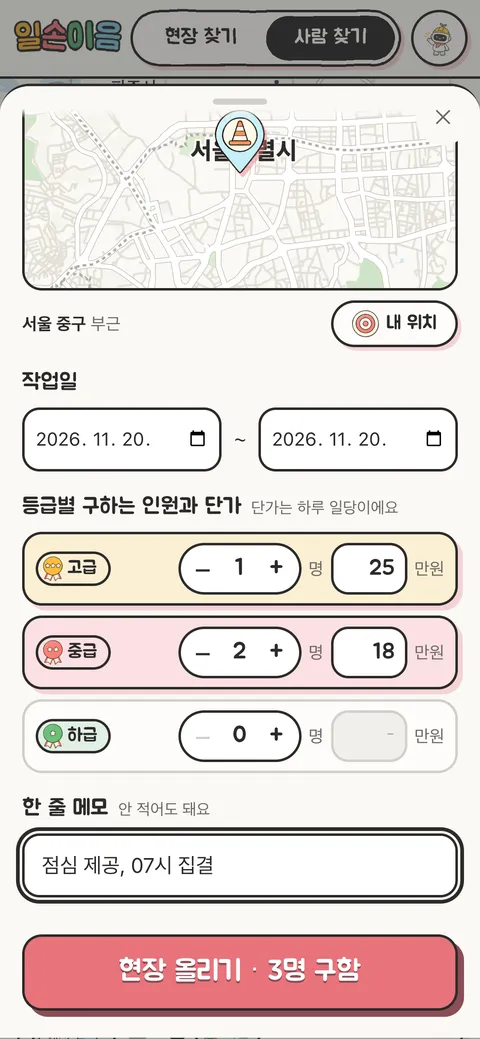 일손이음
현장 찾기
사람 찾기
서울 별시
서울 중구 부근
내 위치
작업일
2026. 11. 20. ~ 2026. 11. 20.
등급별 구하는 인원과 단가 단가는 하루 일당이에요
고급 – 1 + 명 25 만원
중급 – 2 + 명 18 만원
하급 – 0 + 명 - 만원
한 줄 메모 안 적어도 돼요
점심 제공, 07시 집결
현장 올리기 · 3명 구함